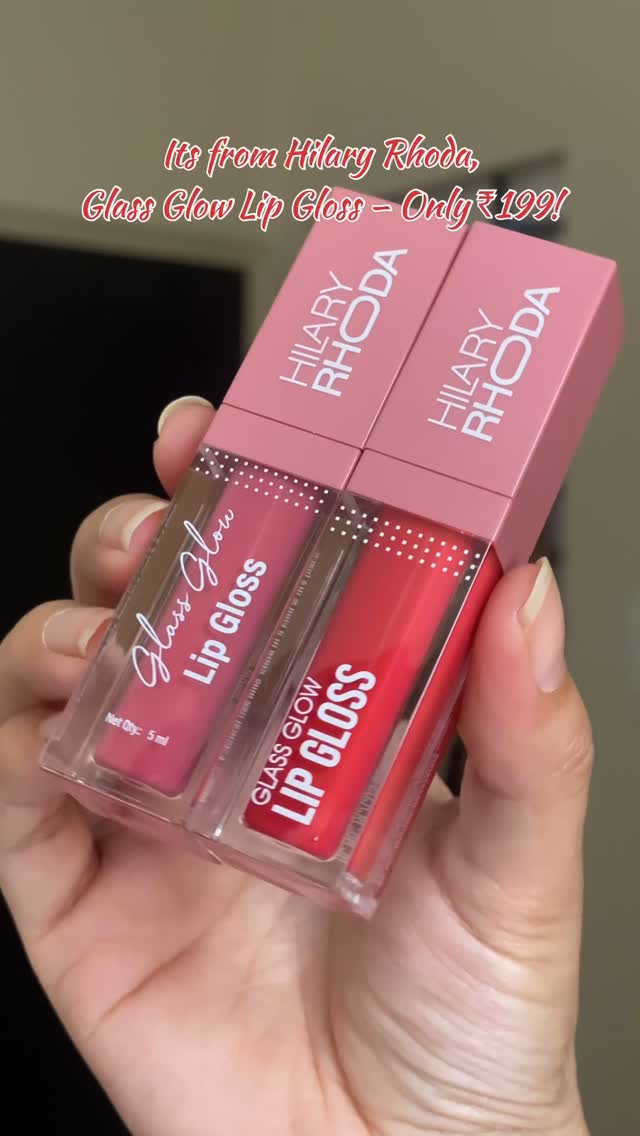 Its from Hilary Rhoda,
Glass Glow Lip Gloss – Only ₹199!
HILARY
RHODA
HILARY
RHODA
Glass Glow
Lip Gloss
Net Qty: 5 ml
GLASS GLOW
LIP GLOSS